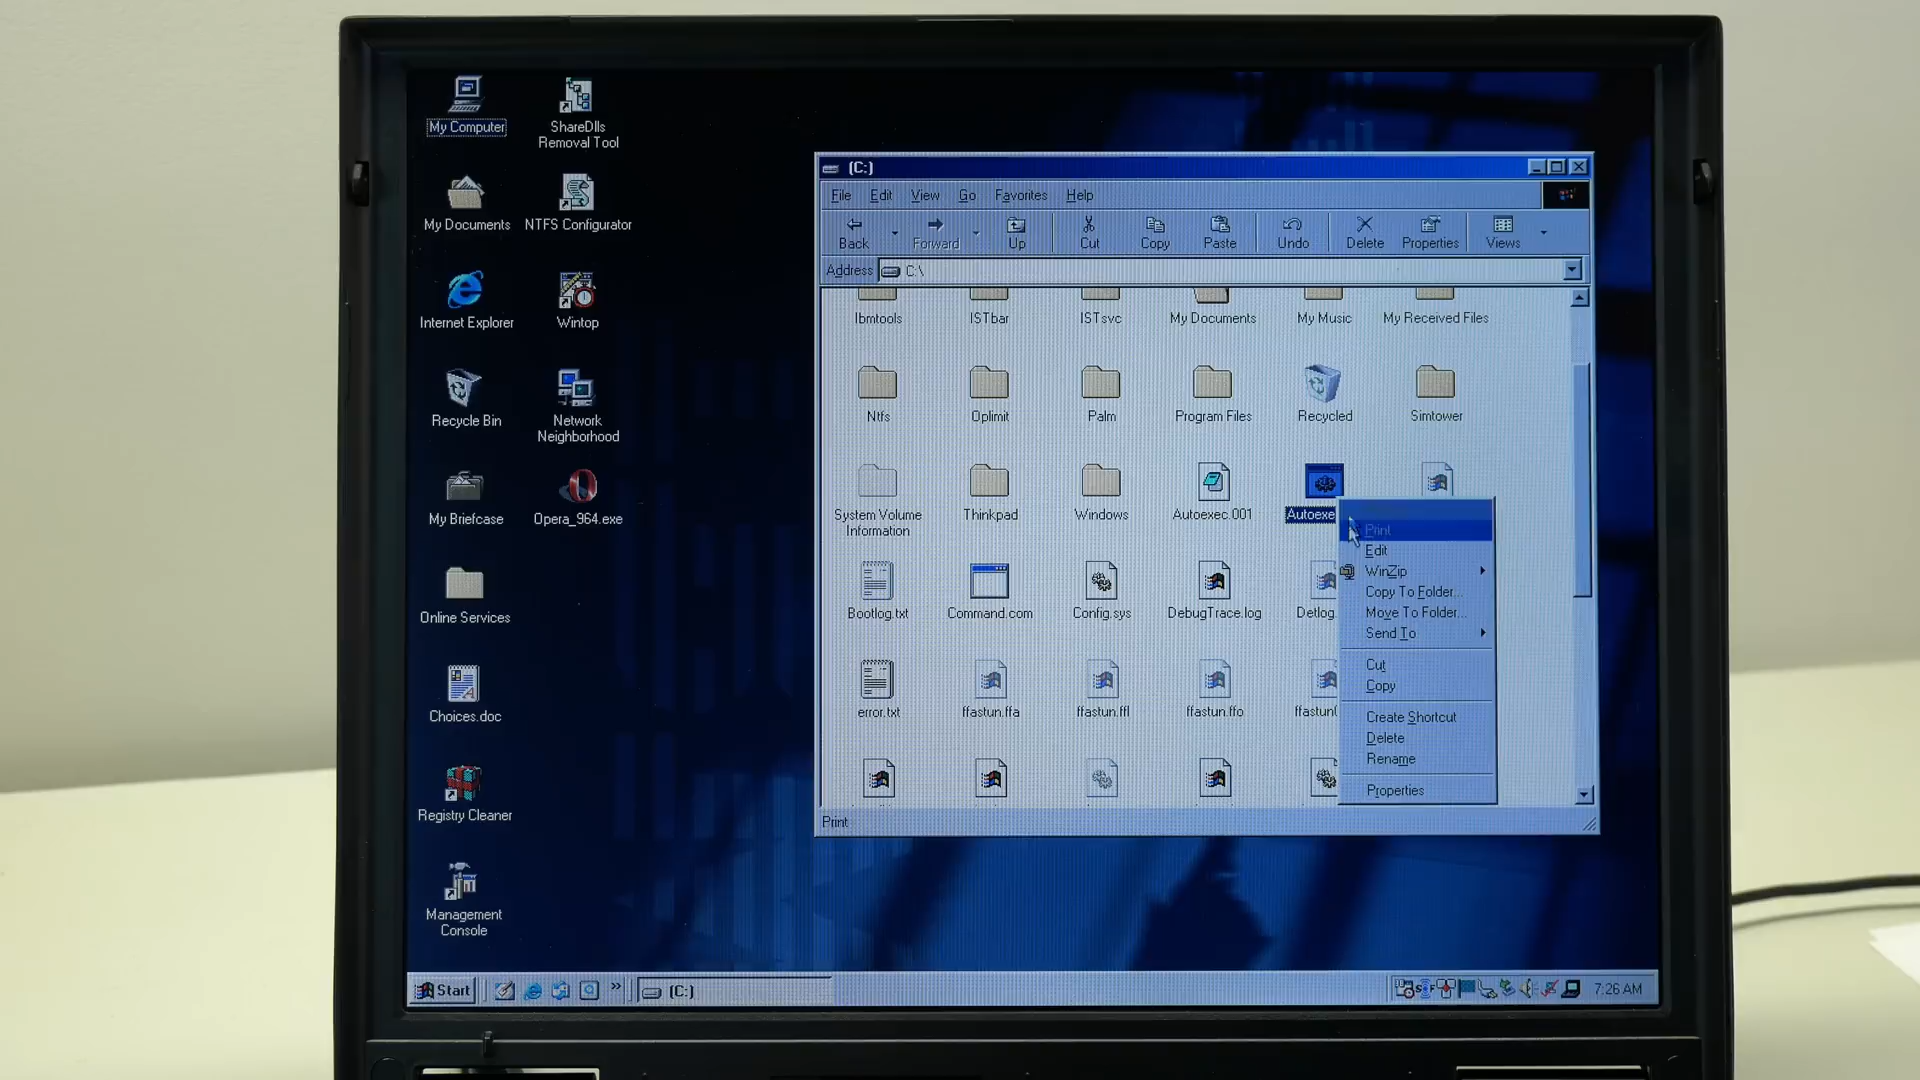 My Computer
ShareDlls
Removal Tool
My Documents
NTFS Configurator
Internet Explorer
Wintop
Recycle Bin
Network
Neighborhood
My Briefcase
Opera_964.exe
Online Services
Choices.doc
Registry Cleaner
Management
Console
(C:)
File Edit View Go Favorites Help
Back Forward Up Cut Copy Paste Undo Delete Properties Views
Address C:\
Ibmtools ISTbar ISTsvc My Documents My Music My Received Files
Ntfs Oplimit Palm Program Files Recycled Simtower
System Volume
Information
Thinkpad Windows Autoexec.001 Autoexe
Bootlog.txt Command.com Config.sys DebugTrace.log Detlog.
error.txt ffastun.ffa ffastun.ffl ffastun.ffo ffastun
Print
Edit
WinZip
Copy To Folder...
Move To Folder...
Send To
Cut
Copy
Create Shortcut
Delete
Rename
Properties
Print
Start
(C:)
7:26 AM